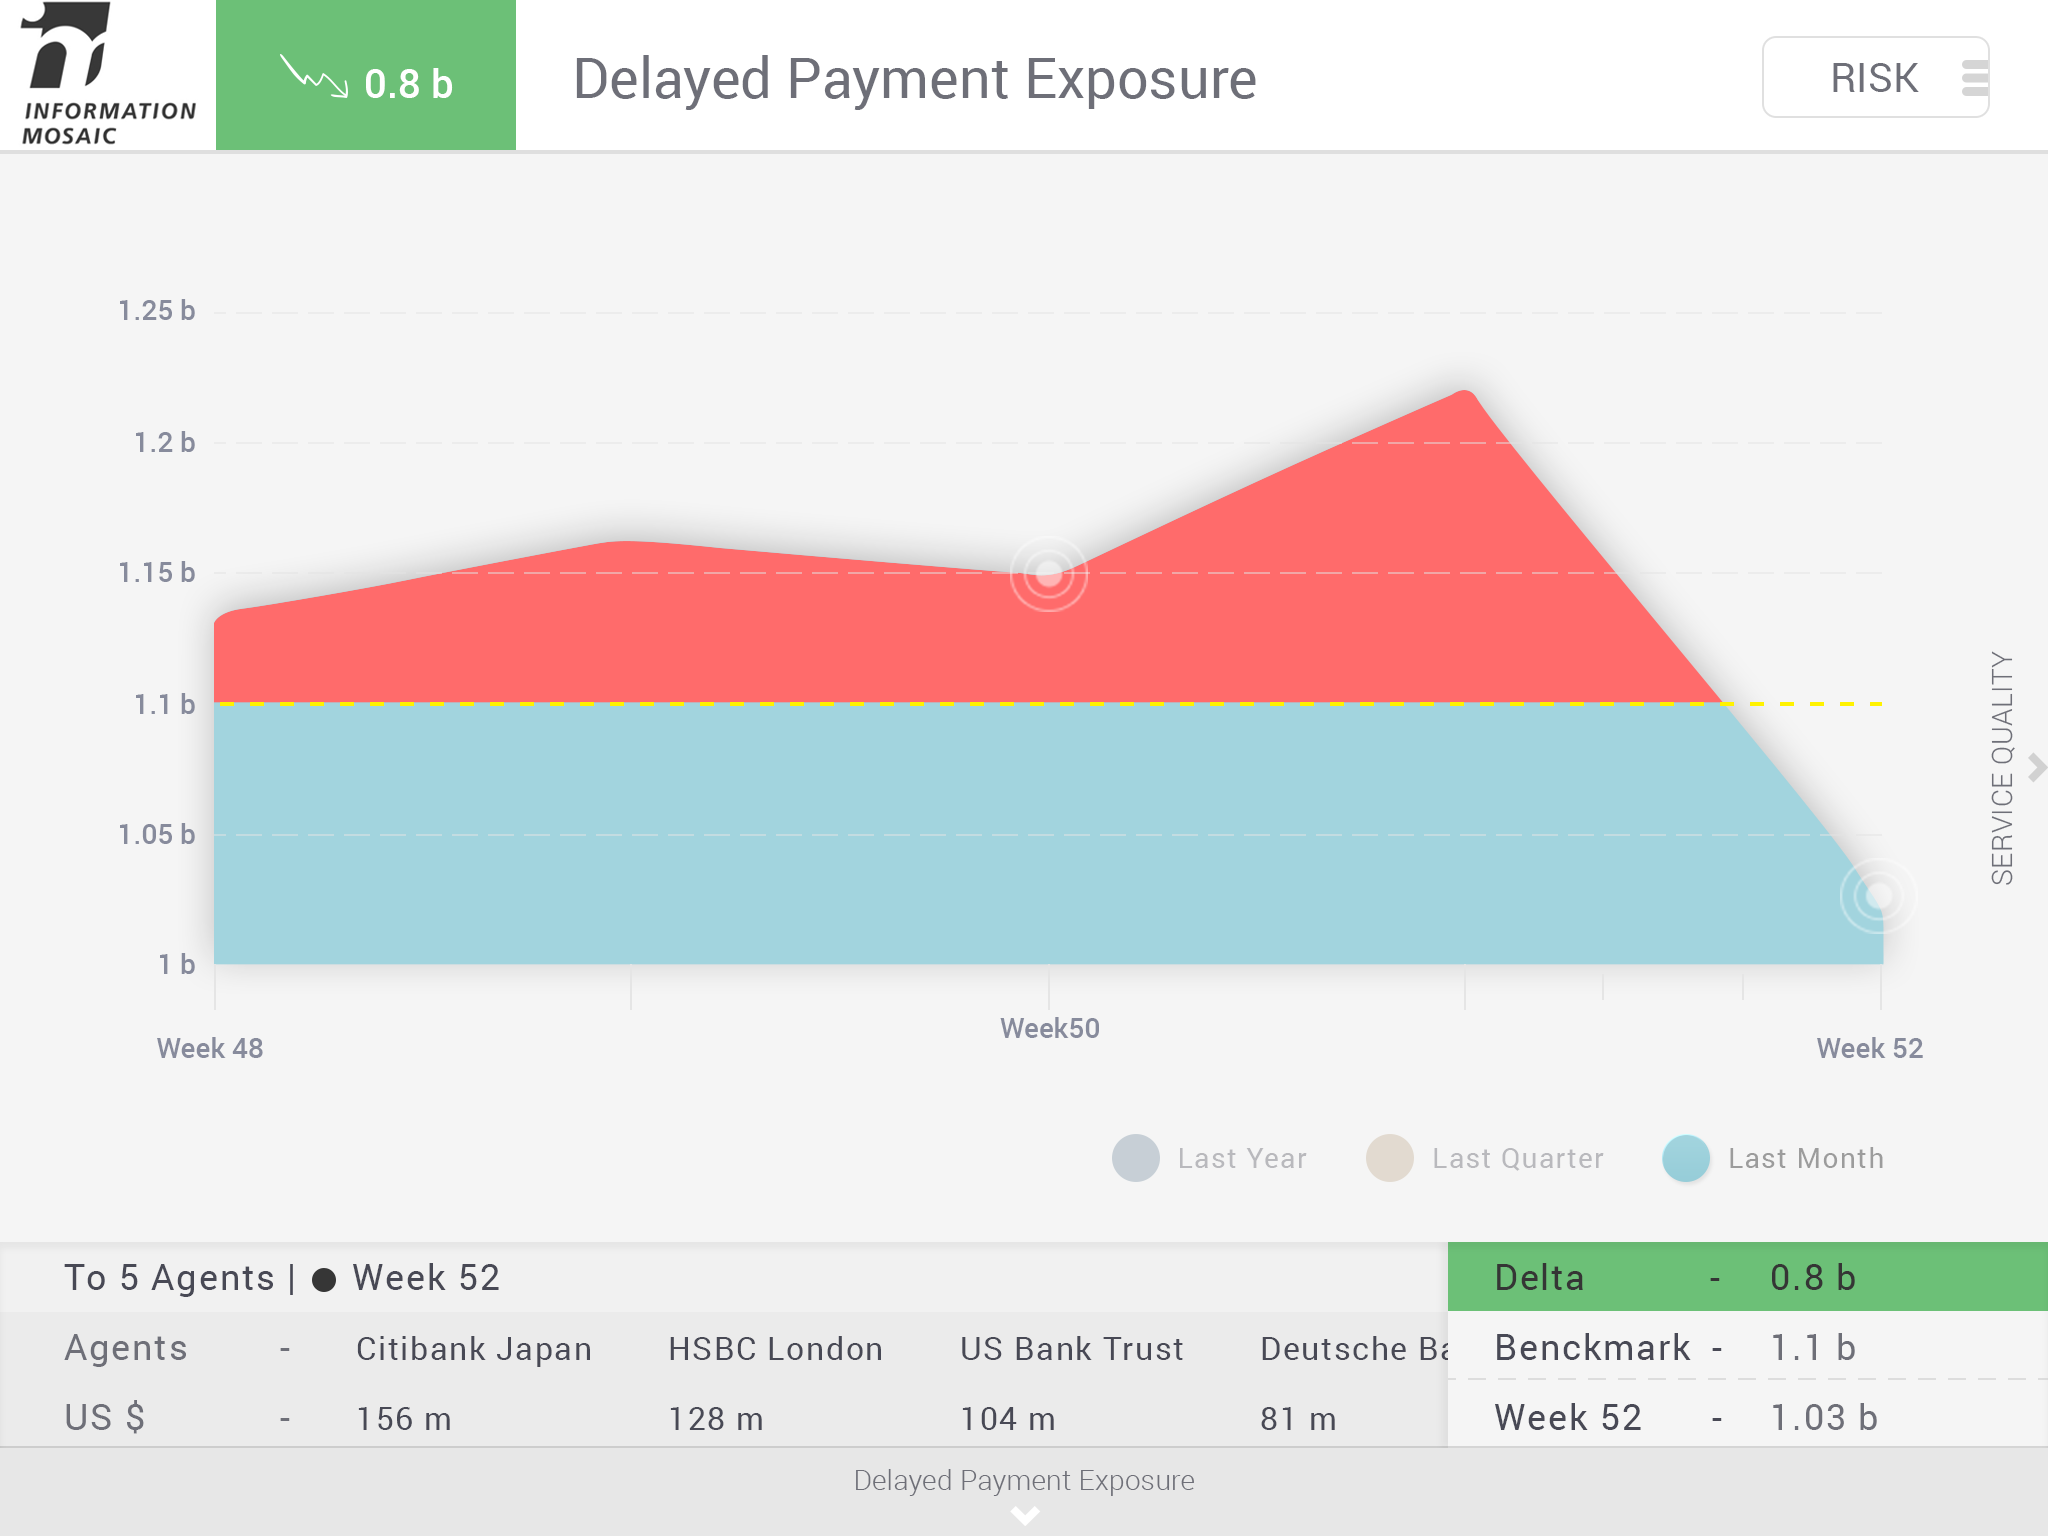 INFORMATION
MOSAIC
0.8 b
Delayed Payment Exposure
RISK
1.25 b
1.2 b
1.15 b
1.1 b
1.05 b
1 b
Week 48
Week50
Week 52
SERVICE QUALITY
Last Year
Last Quarter
Last Month
To 5 Agents | ● Week 52
Agents - Citibank Japan HSBC London US Bank Trust Deutsche
US $ - 156 m 128 m 104 m 81 m
Delta - 0.8 b
Benckmark - 1.1 b
Week 52 - 1.03 b
Delayed Payment Exposure